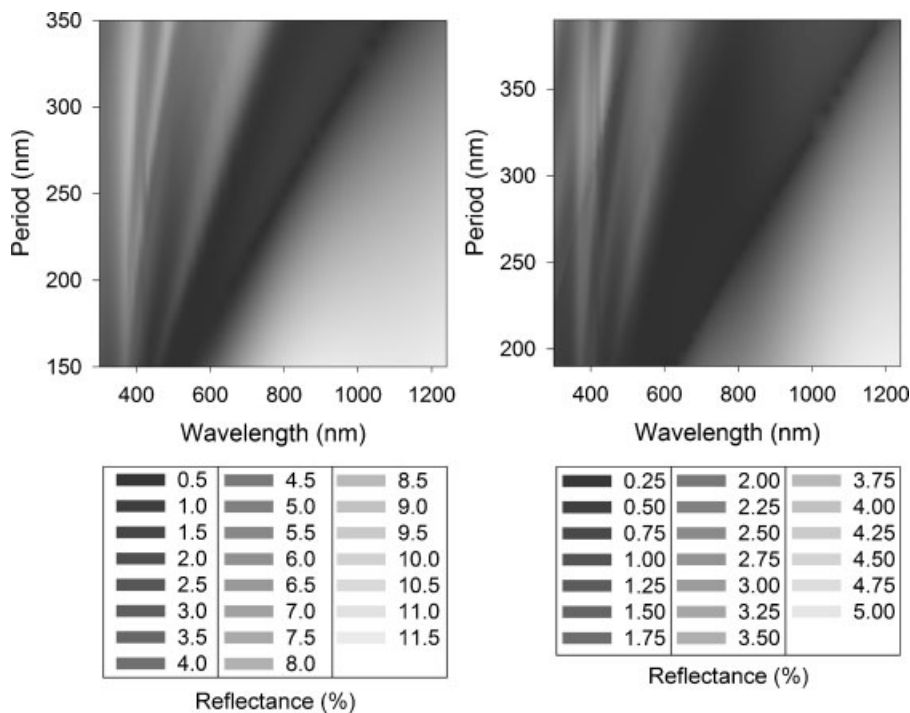 350
300
250
200
150
Period (nm)
400 600 800 1000 1200
Wavelength (nm)
0.5 4.5 8.5
1.0 5.0 9.0
1.5 5.5 9.5
2.0 6.0 10.0
2.5 6.5 10.5
3.0 7.0 11.0
3.5 7.5 11.5
4.0 8.0
Reflectance (%)
350
300
250
200
Period (nm)
400 600 800 1000 1200
Wavelength (nm)
0.25 2.00 3.75
0.50 2.25 4.00
0.75 2.50 4.25
1.00 2.75 4.50
1.25 3.00 4.75
1.50 3.25 5.00
1.75 3.50
Reflectance (%)